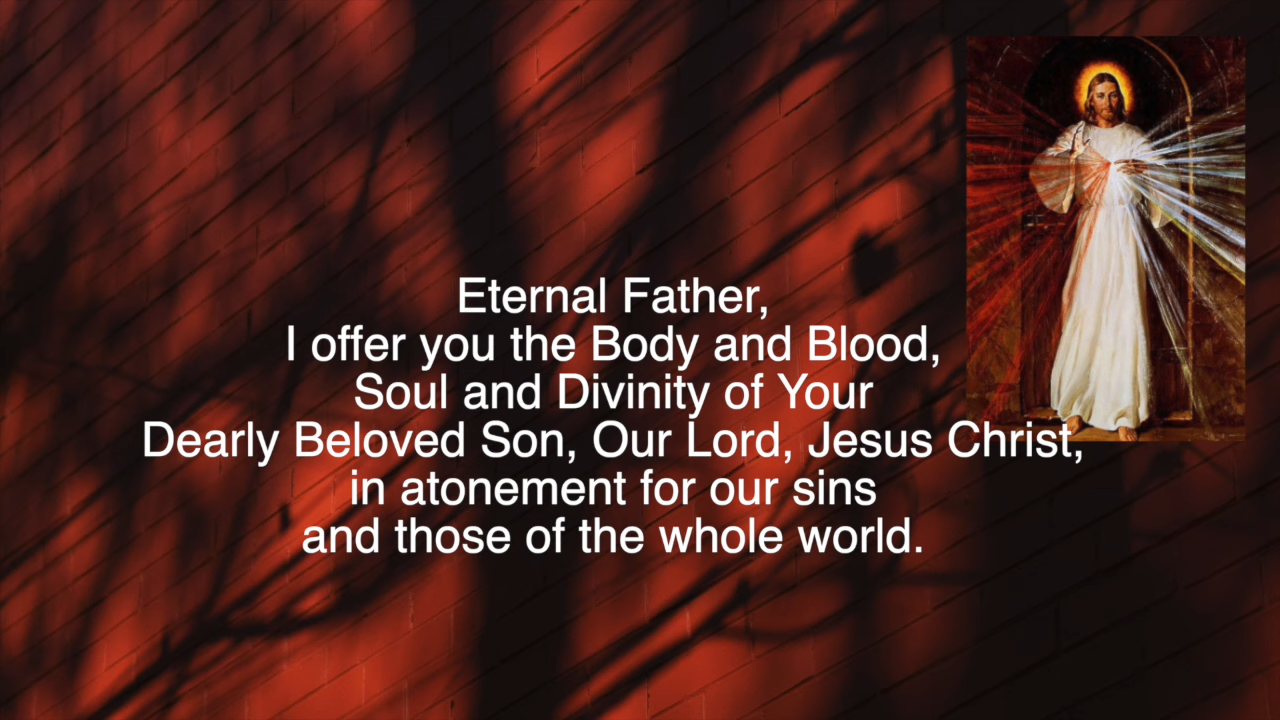 Eternal Father,
I offer you the Body and Blood,
Soul and Divinity of Your
Dearly Beloved Son, Our Lord, Jesus Christ,
in atonement for our sins
and those of the whole world.